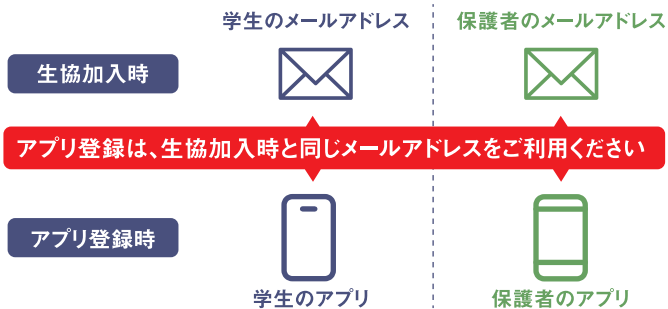 学生のメールアドレス
保護者のメールアドレス
生協加入時
アプリ登録は、生協加入時と同じメールアドレスをご利用ください
アプリ登録時
学生のアプリ
保護者のアプリ